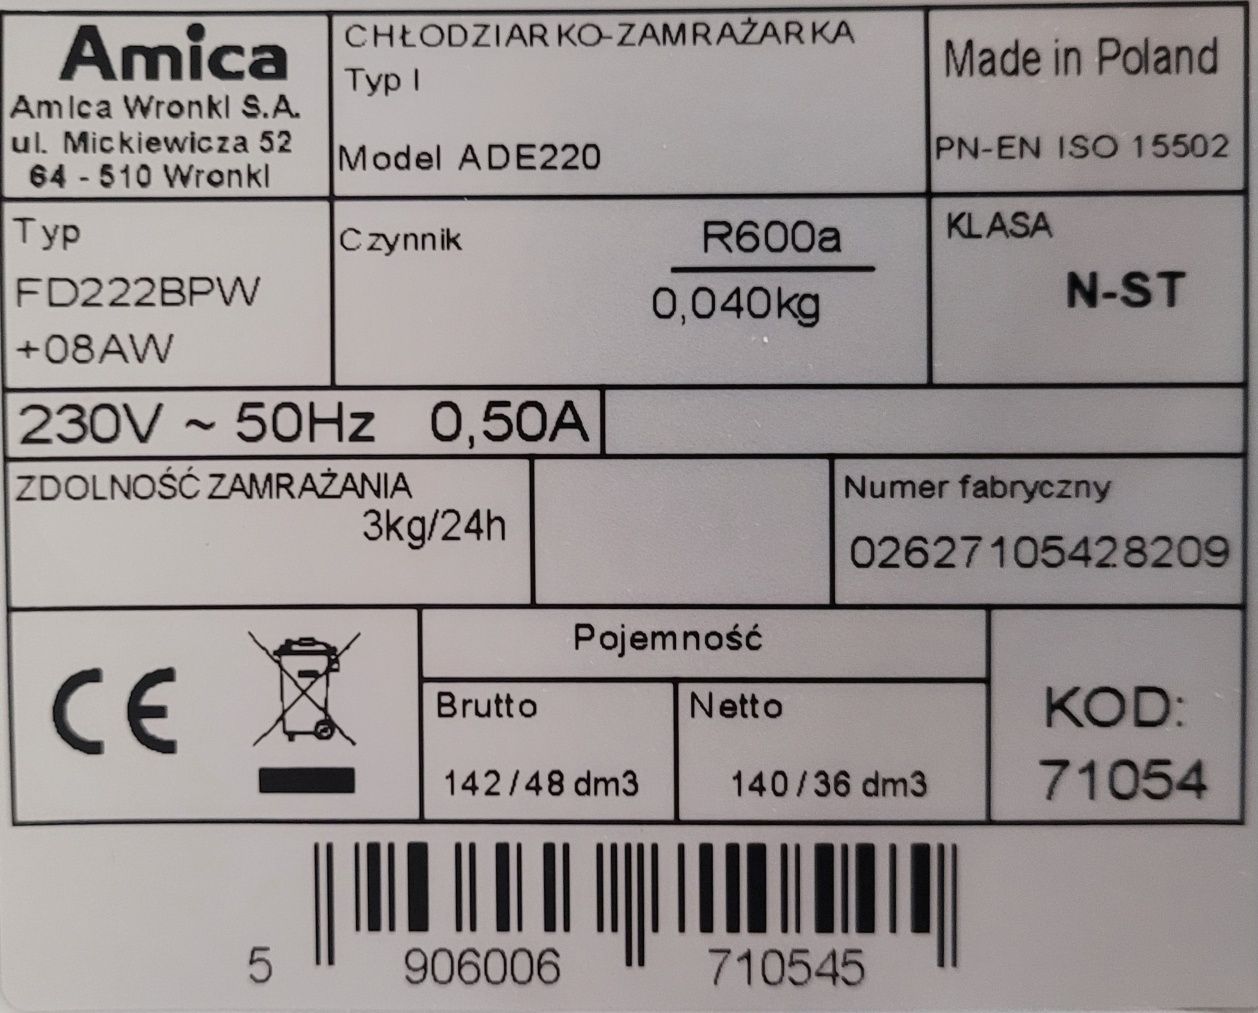 Amica
Amica Wronki S.A.
ul. Mickiewicza 52
64 - 510 Wronki
CHŁODZIARKO-ZAMRAŻARKA
Typ I
Model ADE220
Made in Poland
PN-EN ISO 15502
Typ
FD222BPW
+08AW
Czynnik
R600a
0,040kg
KLASA
N-ST
230V ~ 50Hz 0,50A
ZDOLNOŚĆ ZAMRAŻANIA
3kg/24h
Numer fabryczny
02627105428209
CE
Pojemność
Brutto
142/48 dm3
Netto
140/36 dm3
KOD:
71054
5 906006 710545